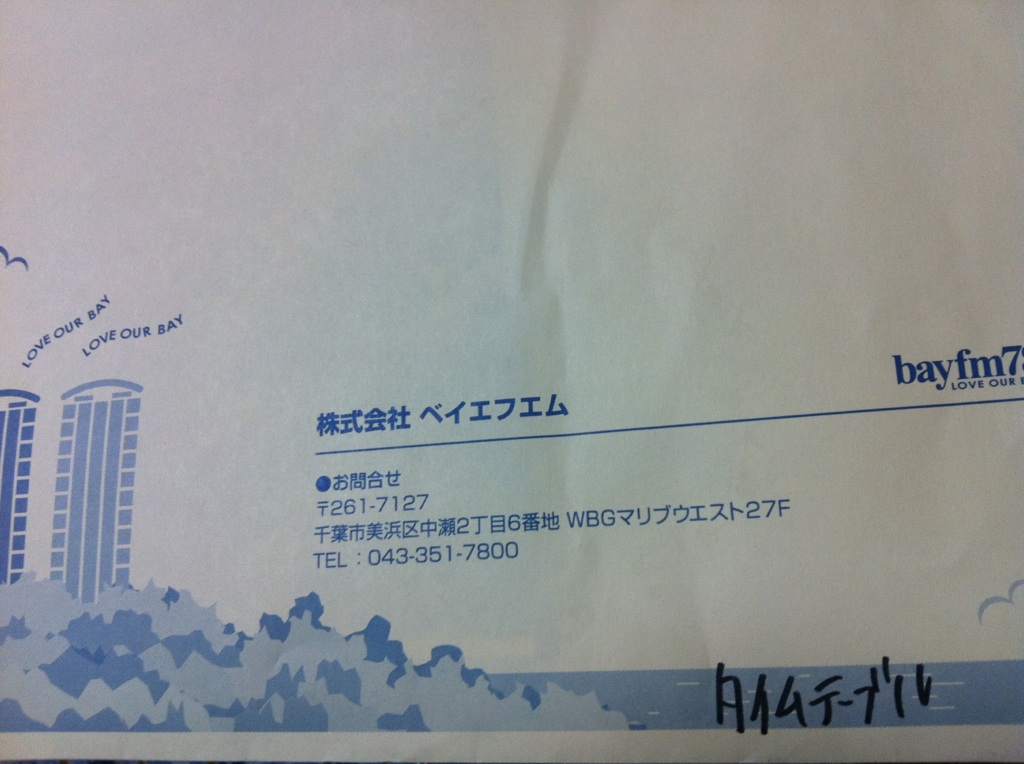 LOVE OUR BAY
LOVE OUR BAY
bayfm78
LOVE OUR
株式会社 ベイエフエム
●お問合せ
〒261-7127
千葉市美浜区中瀬2丁目6番地 WBGマリブウエスト27F
TEL：043-351-7800
タイムテーブル